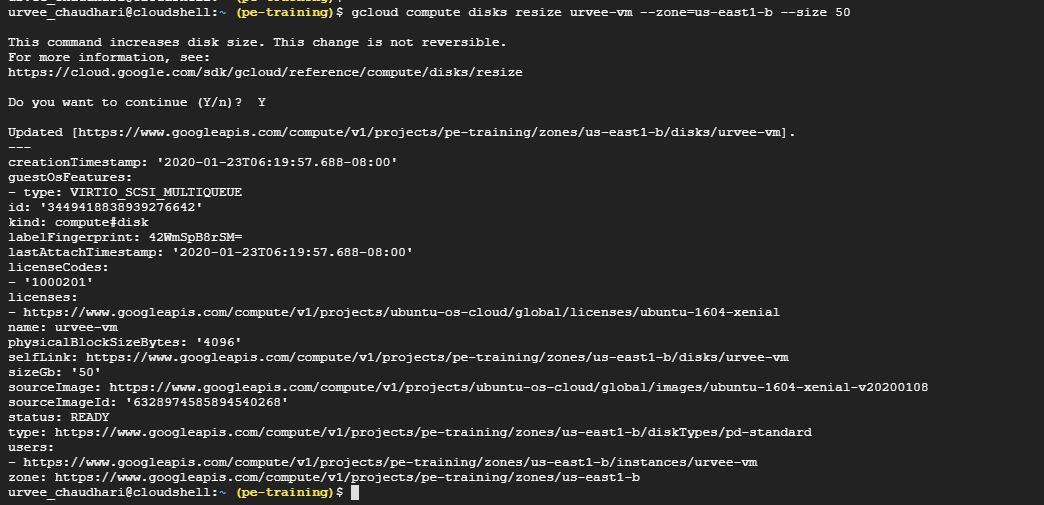 urvee_chaudhari@cloudshell:~ (pe-training)$ gcloud compute disks resize urvee-vm --zone=us-east1-b --size 50
This command increases disk size. This change is not reversible.
For more information, see:
https://cloud.google.com/sdk/gcloud/reference/compute/disks/resize
Do you want to continue (Y/n)?  Y
Updated [https://www.googleapis.com/compute/v1/projects/pe-training/zones/us-east1-b/disks/urvee-vm].
---
creationTimestamp: '2020-01-23T06:19:57.688-08:00'
guestOsFeatures:
- type: VIRTIO_SCSI_MULTIQUEUE
id: '3449418838939276642'
kind: compute#disk
labelFingerprint: 42WmSpB8rSM=
lastAttachTimestamp: '2020-01-23T06:19:57.688-08:00'
licenseCodes:
- '1000201'
licenses:
- https://www.googleapis.com/compute/v1/projects/ubuntu-os-cloud/global/licenses/ubuntu-1604-xenial
name: urvee-vm
physicalBlockSizeBytes: '4096'
selfLink: https://www.googleapis.com/compute/v1/projects/pe-training/zones/us-east1-b/disks/urvee-vm
sizeGb: '50'
sourceImage: https://www.googleapis.com/compute/v1/projects/ubuntu-os-cloud/global/images/ubuntu-1604-xenial-v20200108
sourceImageId: '6328974585894540268'
status: READY
type: https://www.googleapis.com/compute/v1/projects/pe-training/zones/us-east1-b/diskTypes/pd-standard
users:
- https://www.googleapis.com/compute/v1/projects/pe-training/zones/us-east1-b/instances/urvee-vm
zone: https://www.googleapis.com/compute/v1/projects/pe-training/zones/us-east1-b
urvee_chaudhari@cloudshell:~ (pe-training)$